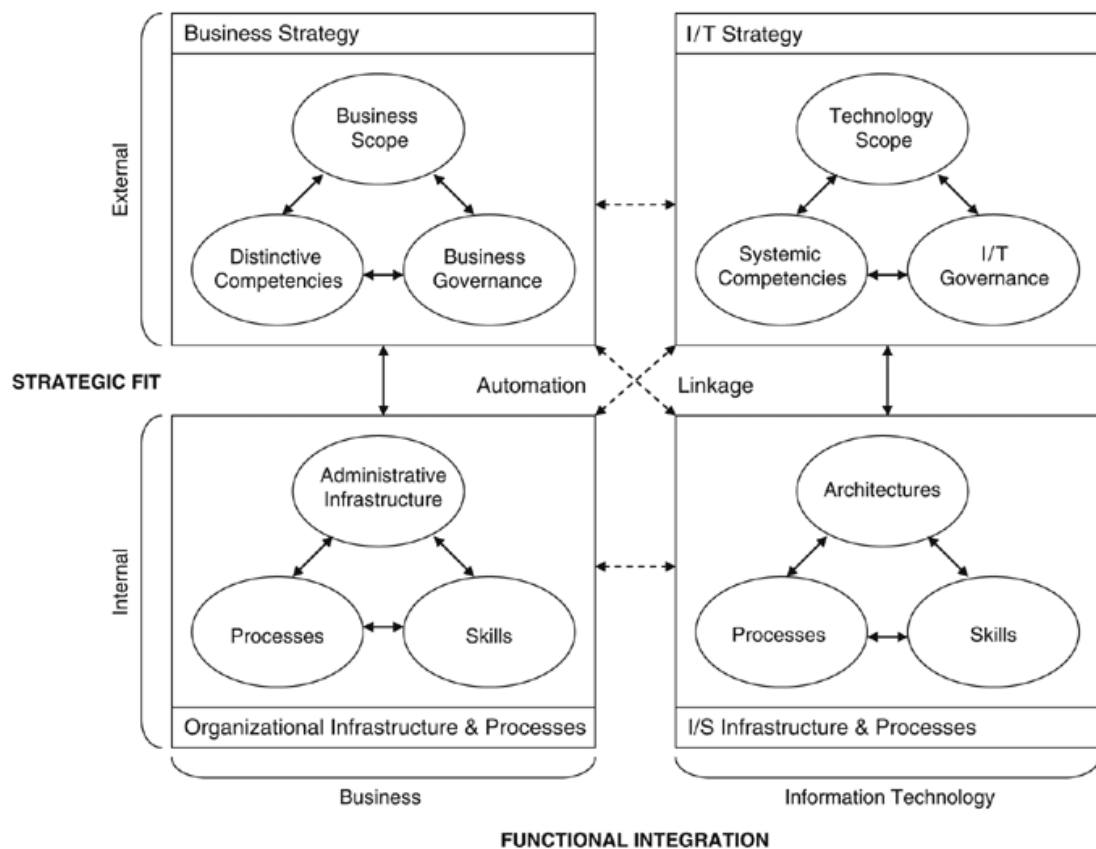 Business Strategy
I/T Strategy
External
Business
Scope
Distinctive
Competencies
Business
Governance
Technology
Scope
Systemic
Competencies
I/T
Governance
STRATEGIC FIT
Automation
Linkage
Internal
Administrative
Infrastructure
Processes
Skills
Architectures
Processes
Skills
Organizational Infrastructure & Processes
I/S Infrastructure & Processes
Business
Information Technology
FUNCTIONAL INTEGRATION